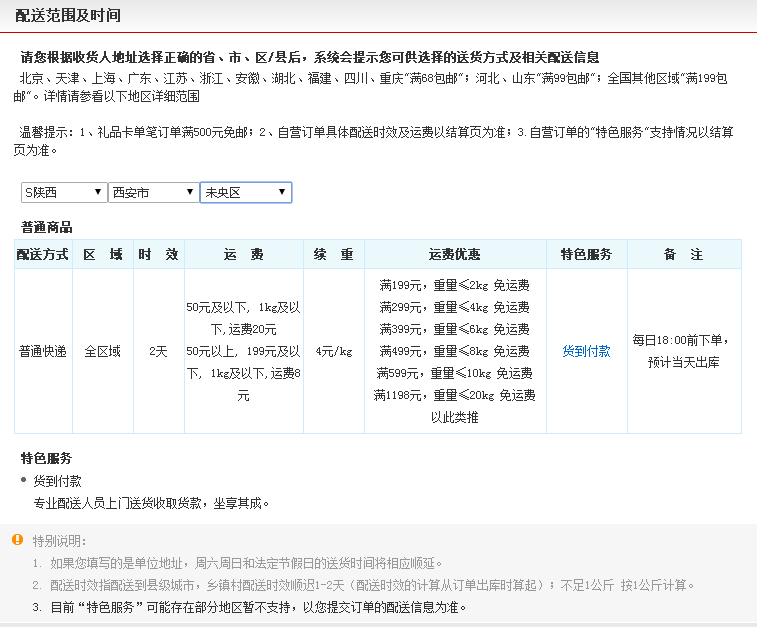 配送范围及时间
请您根据收货人地址选择正确的省、市、区/县后，系统会提示您可供选择的送货方式及相关配送信息
北京、天津、上海、广东、江苏、浙江、安徽、湖北、福建、四川、重庆"满68包邮"；河北、山东"满99包邮"；全国其他区域"满199包
邮"。详情请参看以下地区详细范围
温馨提示：1、礼品卡单笔订单满500元免邮；2、自营订单具体配送时效及运费以结算页为准；3.自营订单的"特色服务"支持情况以结算
页为准。
S陕西 西安市 未央区
普通商品
配送方式 区 域 时 效 运 费 续 重 运费优惠 特色服务 备 注
普通快递 全区域 2天
50元及以下, 1kg及以
下,运费20元
50元以上, 199元及以
下, 1kg及以下,运费8
元
4元/kg
满199元，重量≤2kg 免运费
满299元，重量≤4kg 免运费
满399元，重量≤6kg 免运费
满499元，重量≤8kg 免运费
满599元，重量≤10kg 免运费
满1198元，重量≤20kg 免运费
以此类推
货到付款
每日18:00前下单，
预计当天出库
特色服务
货到付款
专业配送人员上门送货收取货款，坐享其成。
特别说明：
1. 如果您填写的是单位地址，周六周日和法定节假日的送货时间将相应顺延。
2. 配送时效指配送到县级城市，乡镇村配送时效顺迟1-2天（配送时效的计算从订单出库时算起）；不足1公斤 按1公斤计算。
3. 目前“特色服务”可能存在部分地区暂不支持，以您提交订单的配送信息为准。